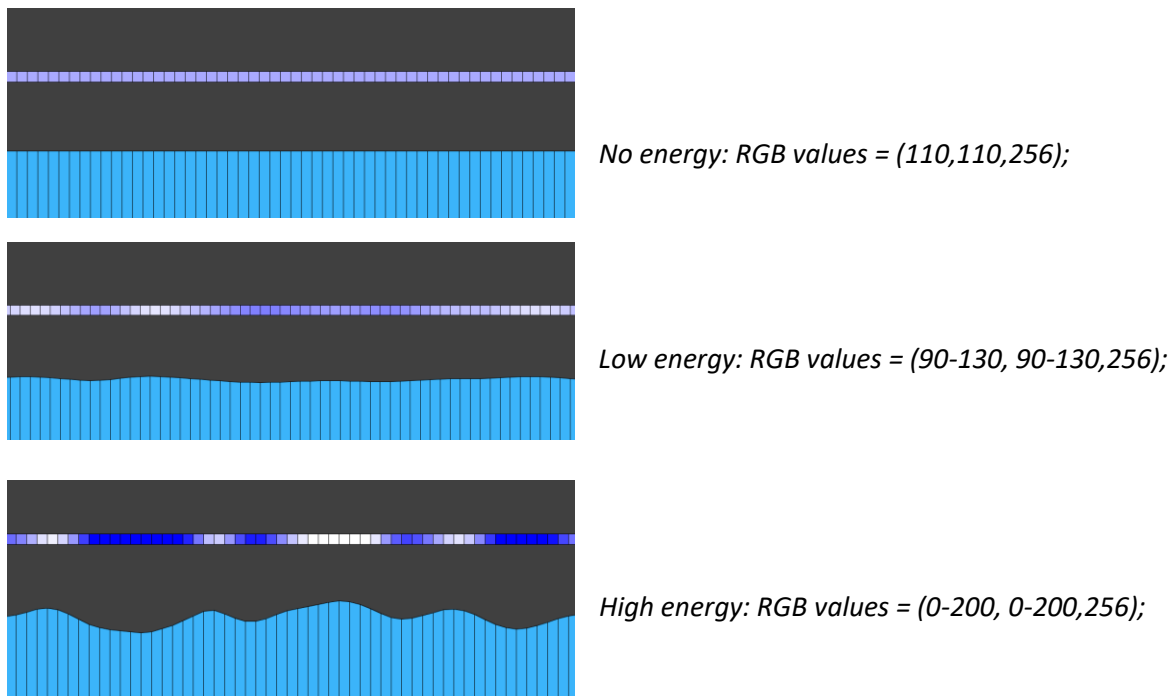 No energy: RGB values = (110,110,256);
Low energy: RGB values = (90-130, 90-130,256);
High energy: RGB values = (0-200, 0-200,256);